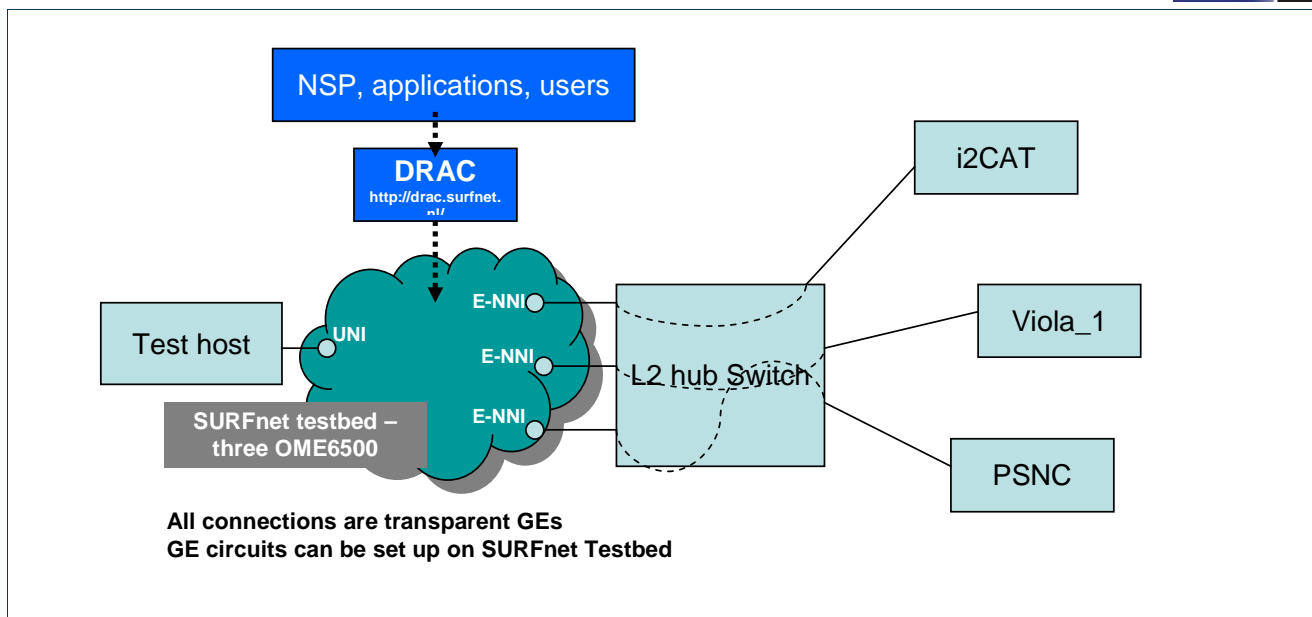 NSP, applications, users
DRAC
http://drac.surfnet.
nl/
i2CAT
E-NNI
UNI
Test host
Viola_1
E-NNI
L2 hub Switch
E-NNI
SURFnet testbed –
three OME6500
PSNC
All connections are transparent GEs
GE circuits can be set up on SURFnet Testbed